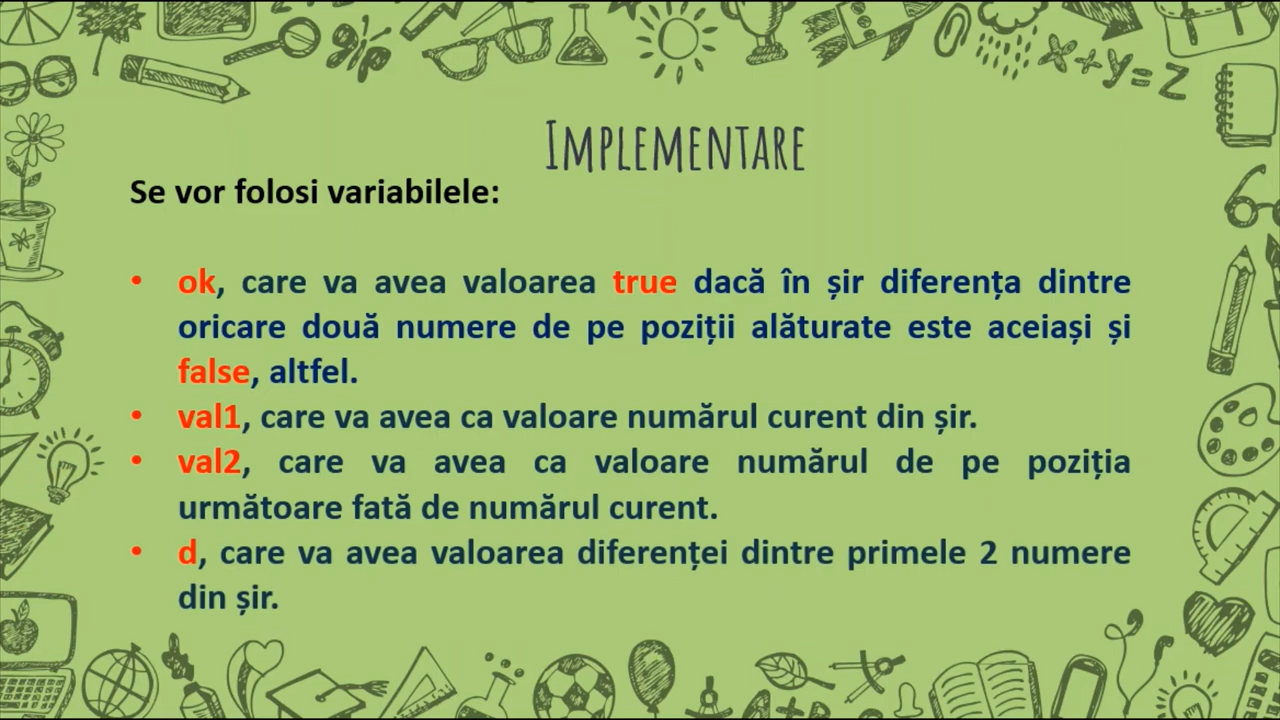 x+y=z
IMPLEMENTARE
Se vor folosi variabilele:
• ok, care va avea valoarea true dacă în șir diferența dintre
oricare două numere de pe poziții alăturate este aceiași și
false, altfel.
• val1, care va avea ca valoare numărul curent din șir.
• val2, care va avea ca valoare numărul de pe poziția
următoare fată de numărul curent.
• d, care va avea valoarea diferenței dintre primele 2 numere
din șir.